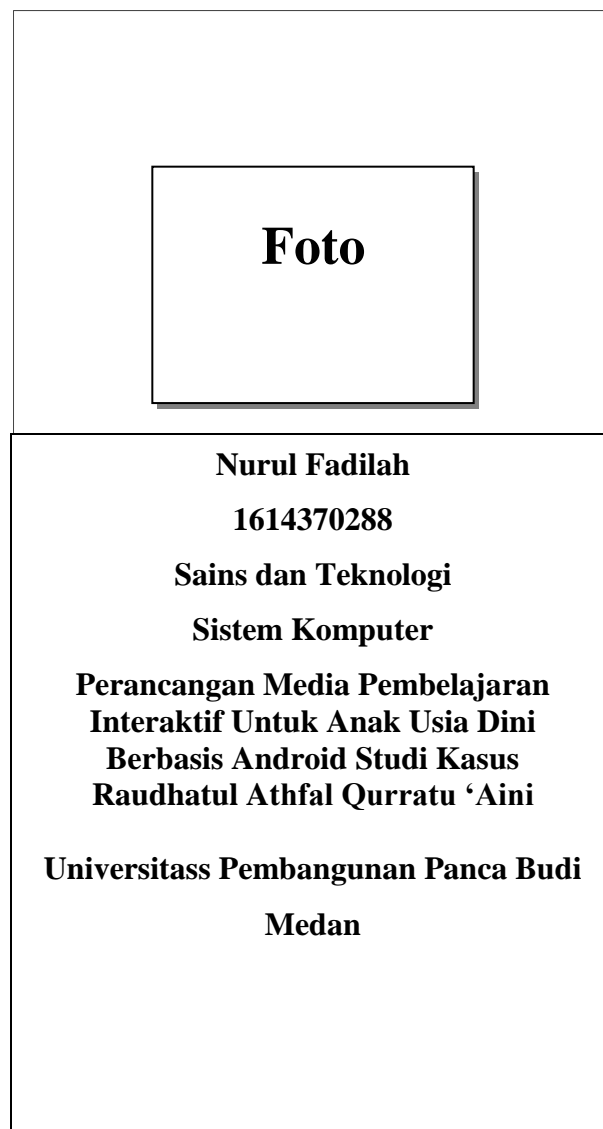 Foto
Nurul Fadilah
1614370288
Sains dan Teknologi
Sistem Komputer
Perancangan Media Pembelajaran
Interaktif Untuk Anak Usia Dini
Berbasis Android Studi Kasus
Raudhatul Athfal Qurratu ‘Aini
Universitass Pembangunan Panca Budi
Medan